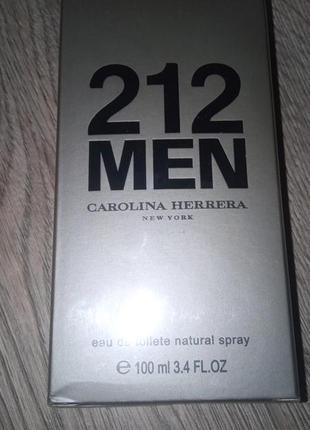 212
MEN
CAROLINA HERRERA
NEW YORK
eau de toilete natural spray
℮ 100 ml 3.4 FL.OZ